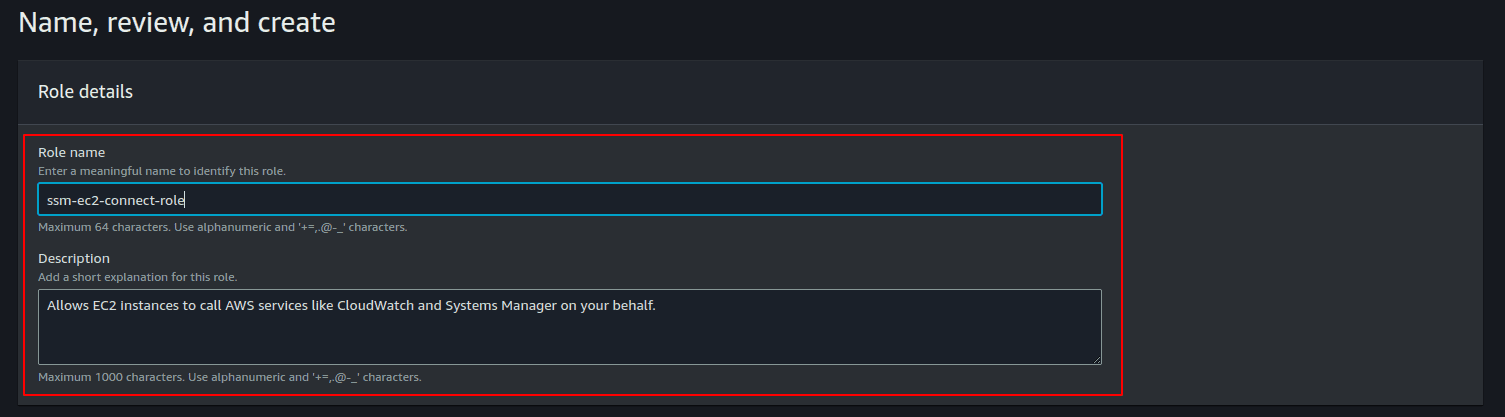 Name, review, and create
Role details
Role name
Enter a meaningful name to identify this role.
ssm-ec2-connect-role
Maximum 64 characters. Use alphanumeric and '+=,.@-_' characters.
Description
Add a short explanation for this role.
Allows EC2 instances to call AWS services like CloudWatch and Systems Manager on your behalf.
Maximum 1000 characters. Use alphanumeric and '+=,.@-_' characters.